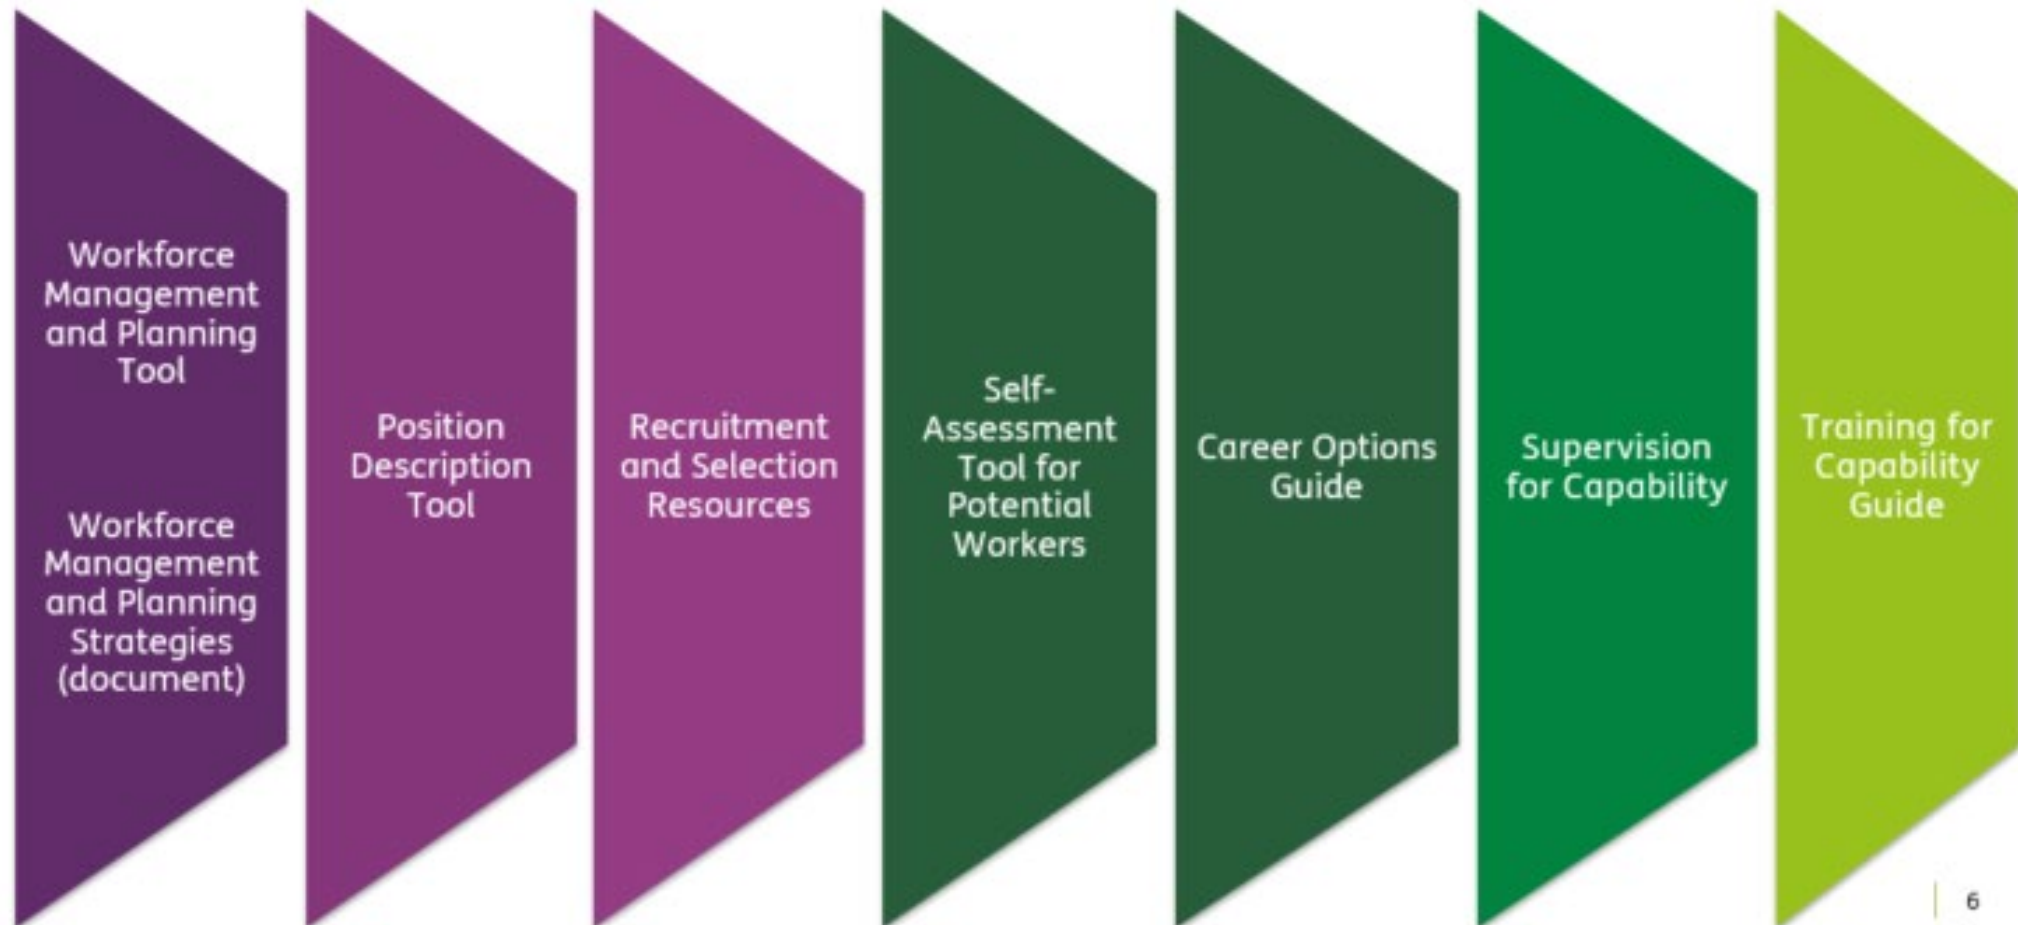 Workforce
Management
and Planning
Tool
Workforce
Management
and Planning
Strategies
(document)
Position
Description
Tool
Recruitment
and Selection
Resources
Self-
Assessment
Tool for
Potential
Workers
Career Options
Guide
Supervision
for Capability
Training for
Capability
Guide
6